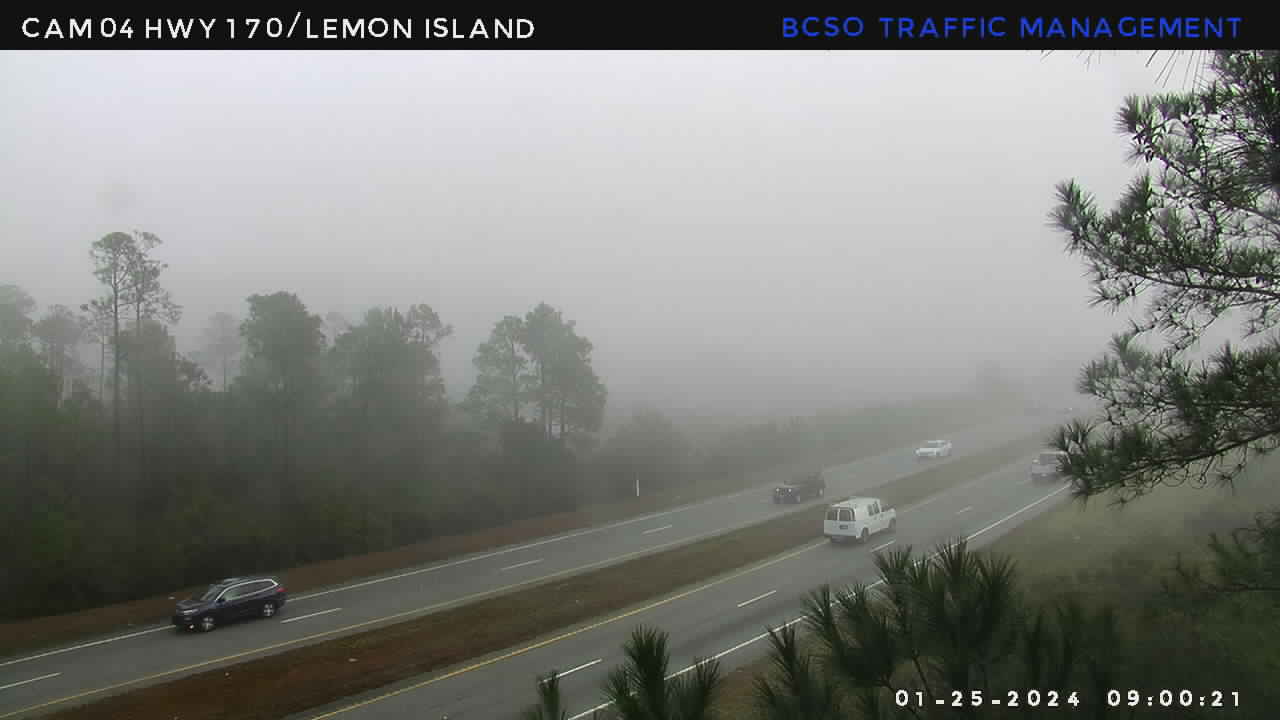 CAM04 HWY 170/LEMON ISLAND
BCSO TRAFFIC MANAGEMENT
01-25-2024 09:00:21